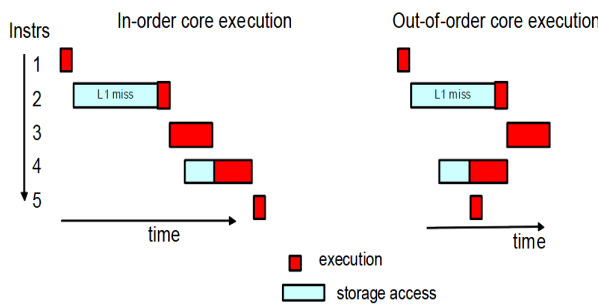 In-order core execution
Out-of-order core execution
Instrs
1
2
3
4
5
L1 miss
L1 miss
time
time
execution
storage access